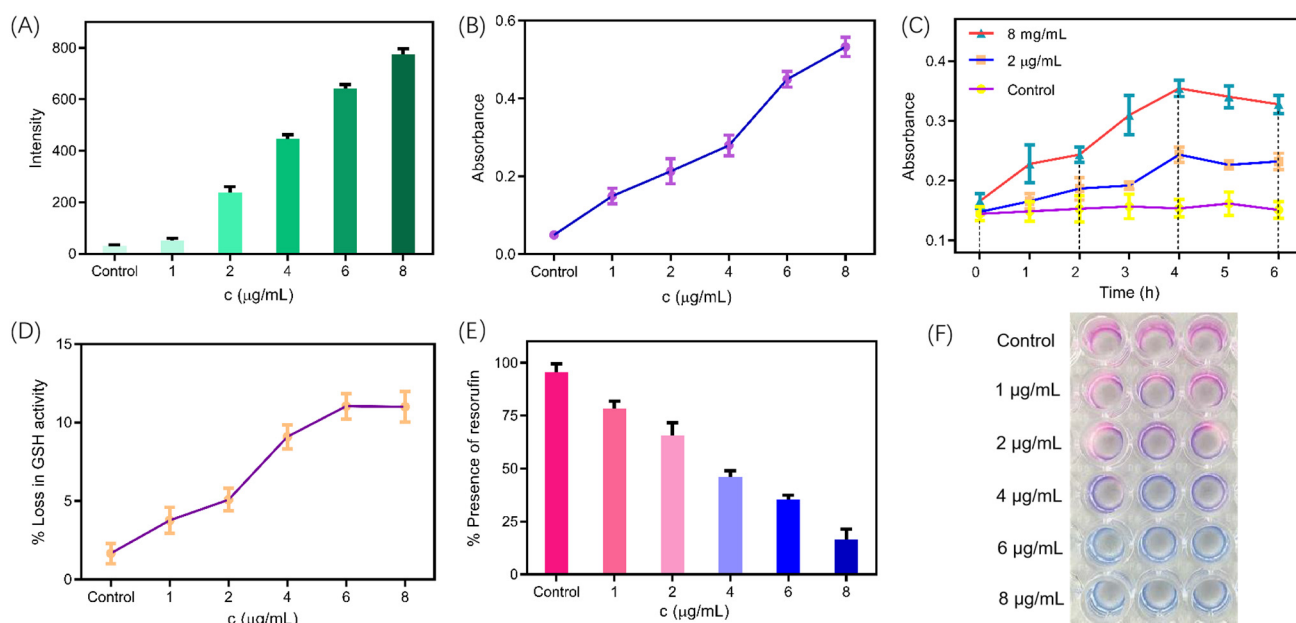 (A)
Intensity
800
600
400
200
0
Control 1 2 4 6 8
c (μg/mL)
(B)
Absorbance
0.6
0.4
0.2
0.0
Control 1 2 4 6 8
c (μg/mL)
(C)
8 mg/mL
2 μg/mL
Control
Absorbance
0.4
0.3
0.2
0.1
0 1 2 3 4 5 6
Time (h)
(D)
% Loss in GSH activity
15
10
5
0
Control 1 2 4 6 8
c (μg/mL)
(E)
% Presence of resorufin
100
75
50
25
0
Control 1 2 4 6 8
c (μg/mL)
(F)
Control
1 μg/mL
2 μg/mL
4 μg/mL
6 μg/mL
8 μg/mL